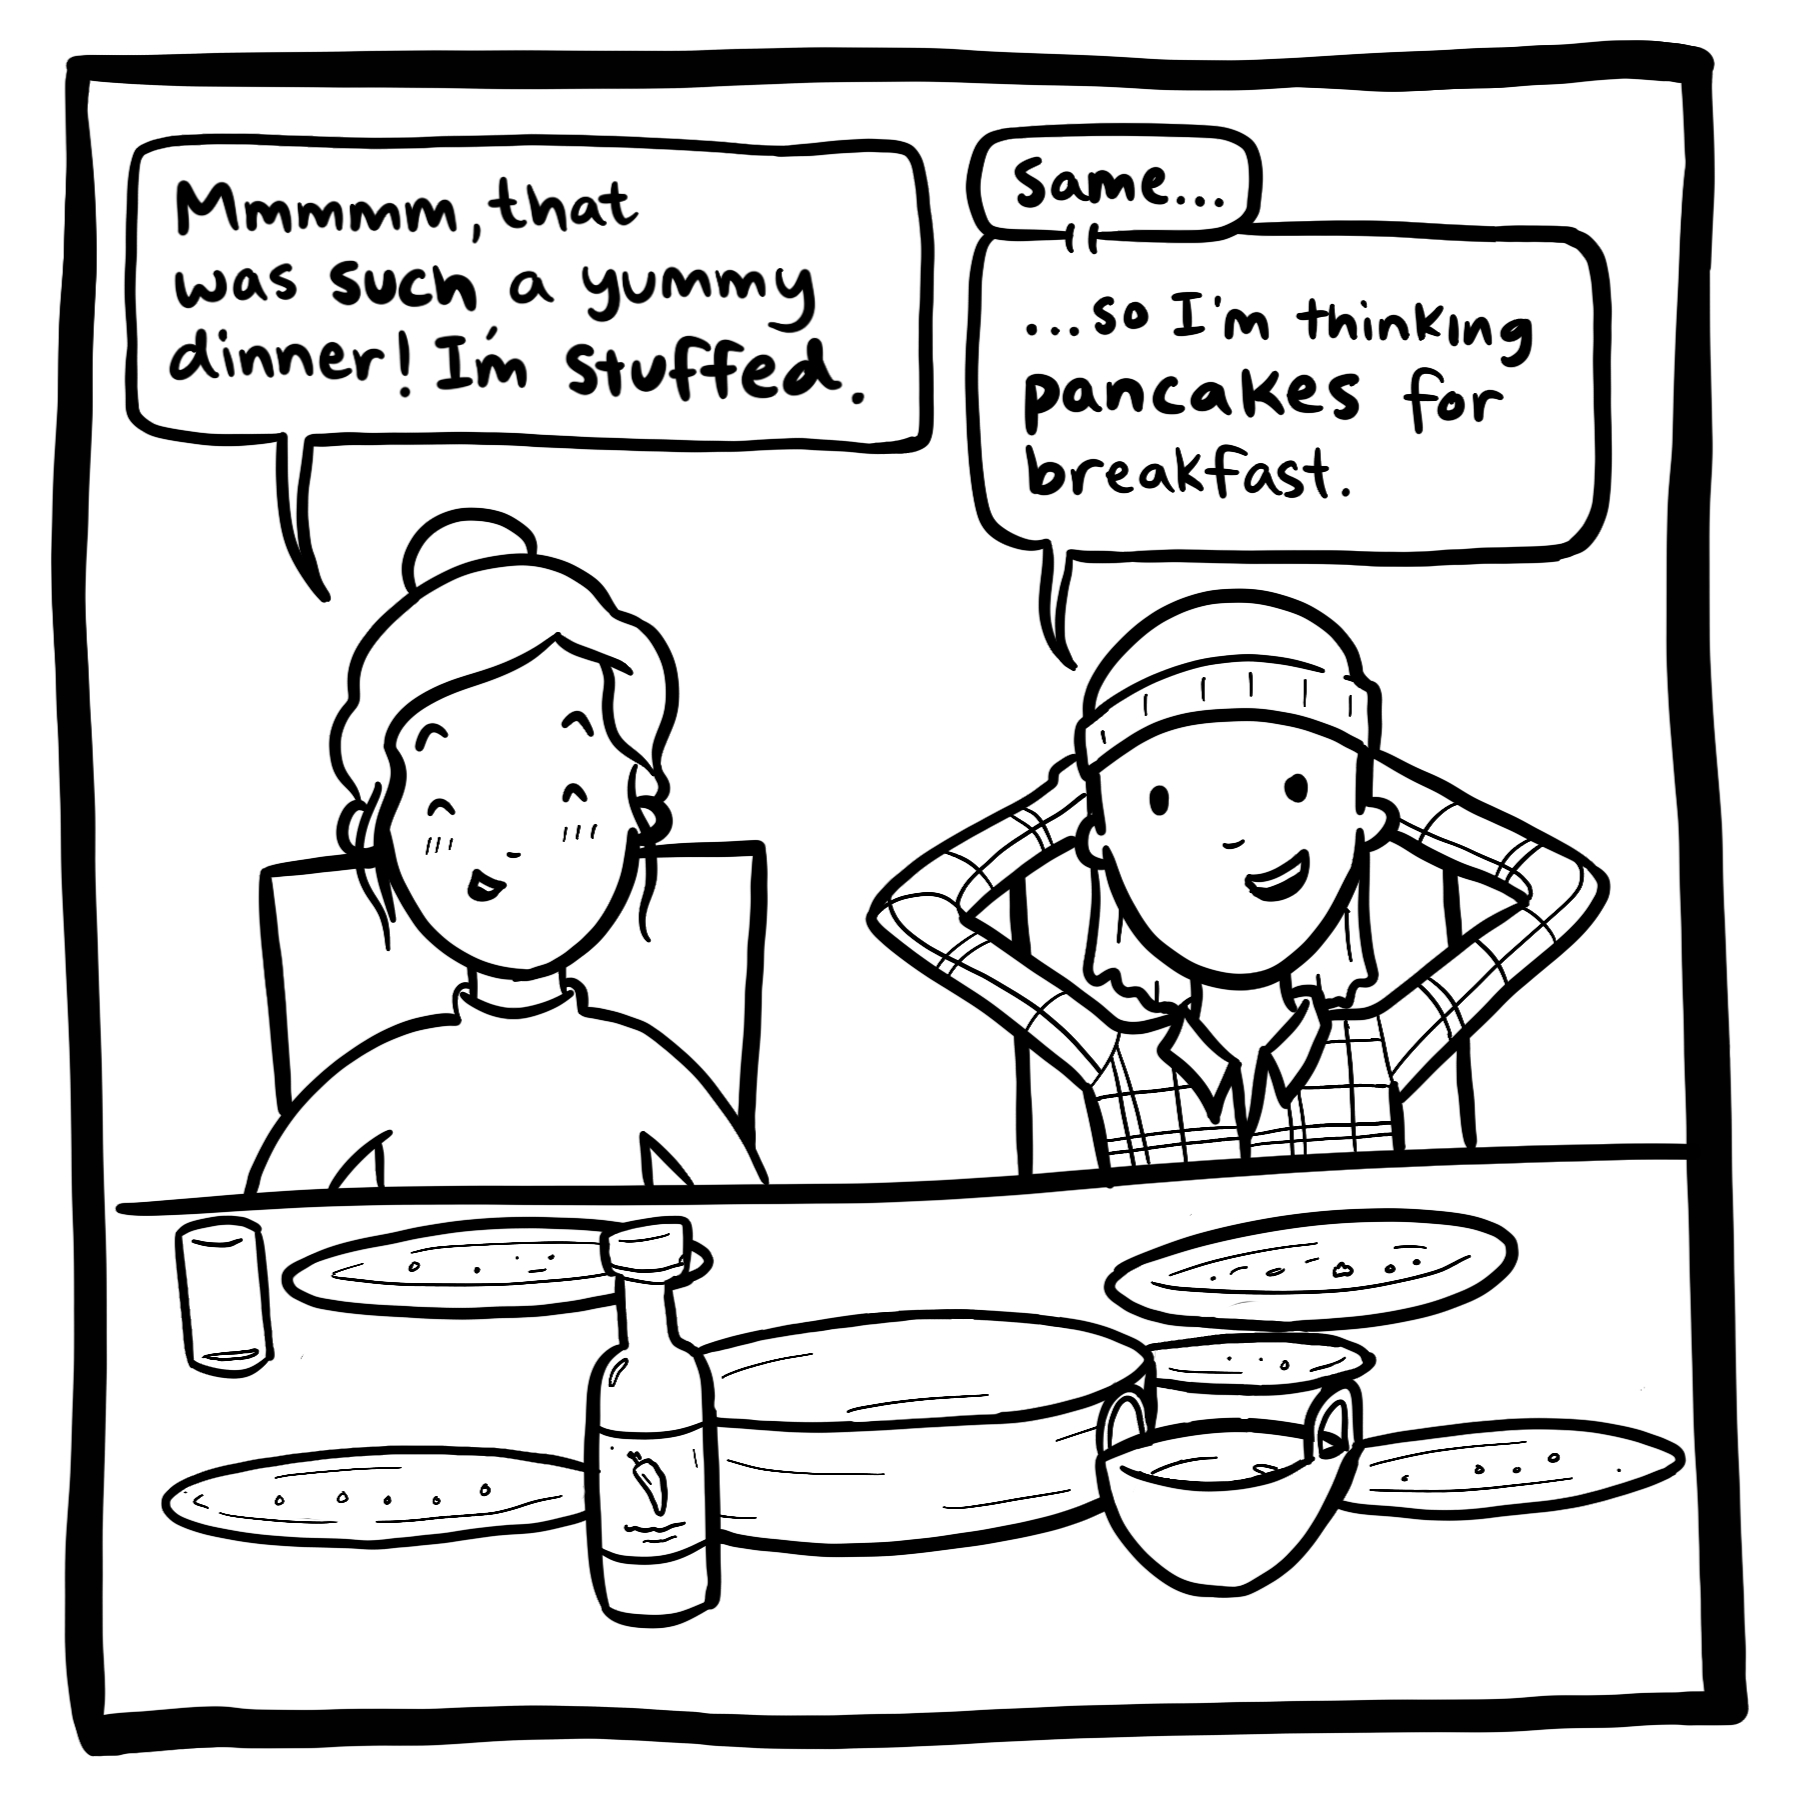 Mmmmm, that
was such a yummy
dinner! I'm stuffed.
Same...
...so I'm thinking
pancakes for
breakfast.